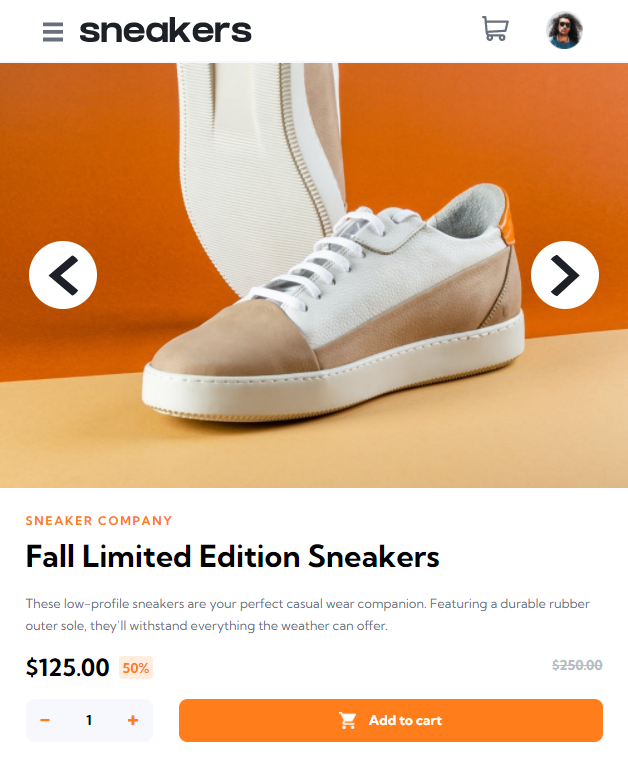 sneakers
SNEAKER COMPANY
Fall Limited Edition Sneakers
These low-profile sneakers are your perfect casual wear companion. Featuring a durable rubber
outer sole, they'll withstand everything the weather can offer.
$125.00 50% $250.00
− 1 + Add to cart